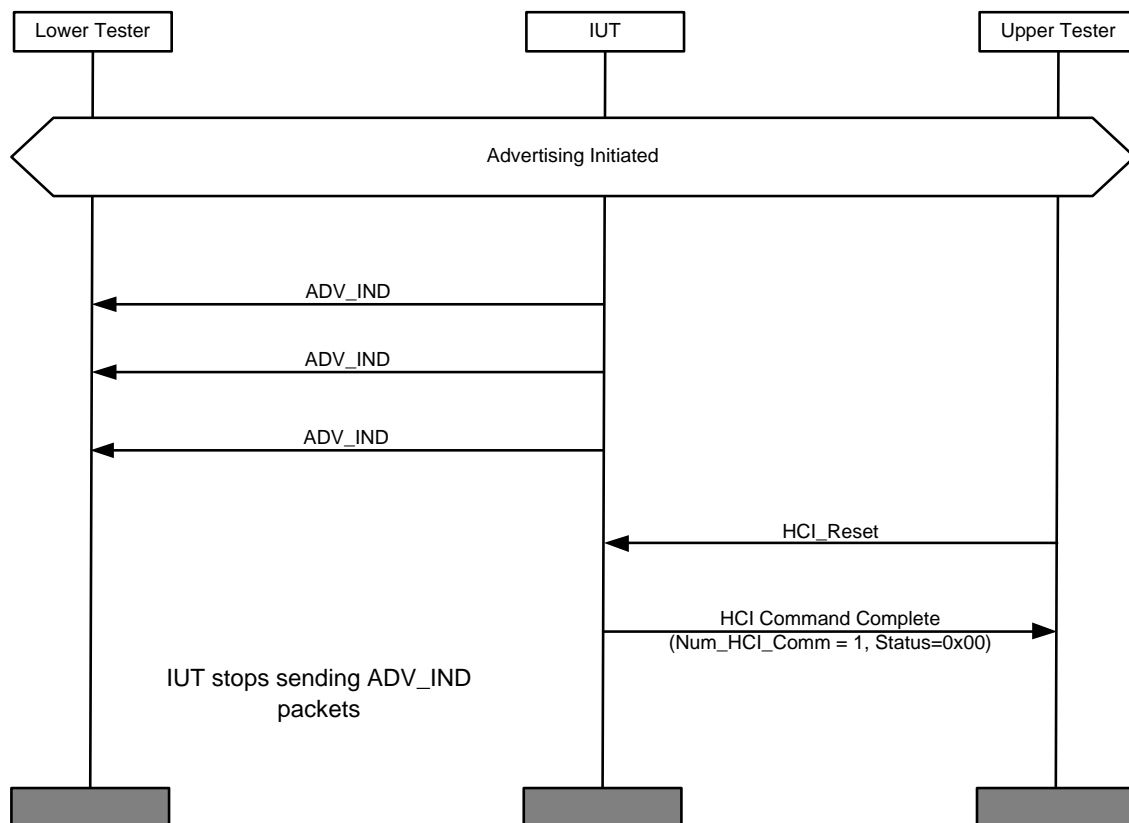 Lower Tester
IUT
Upper Tester
Advertising Initiated
ADV_IND
ADV_IND
ADV_IND
HCI_Reset
HCI Command Complete
(Num_HCI_Comm = 1, Status=0x00)
IUT stops sending ADV_IND
packets